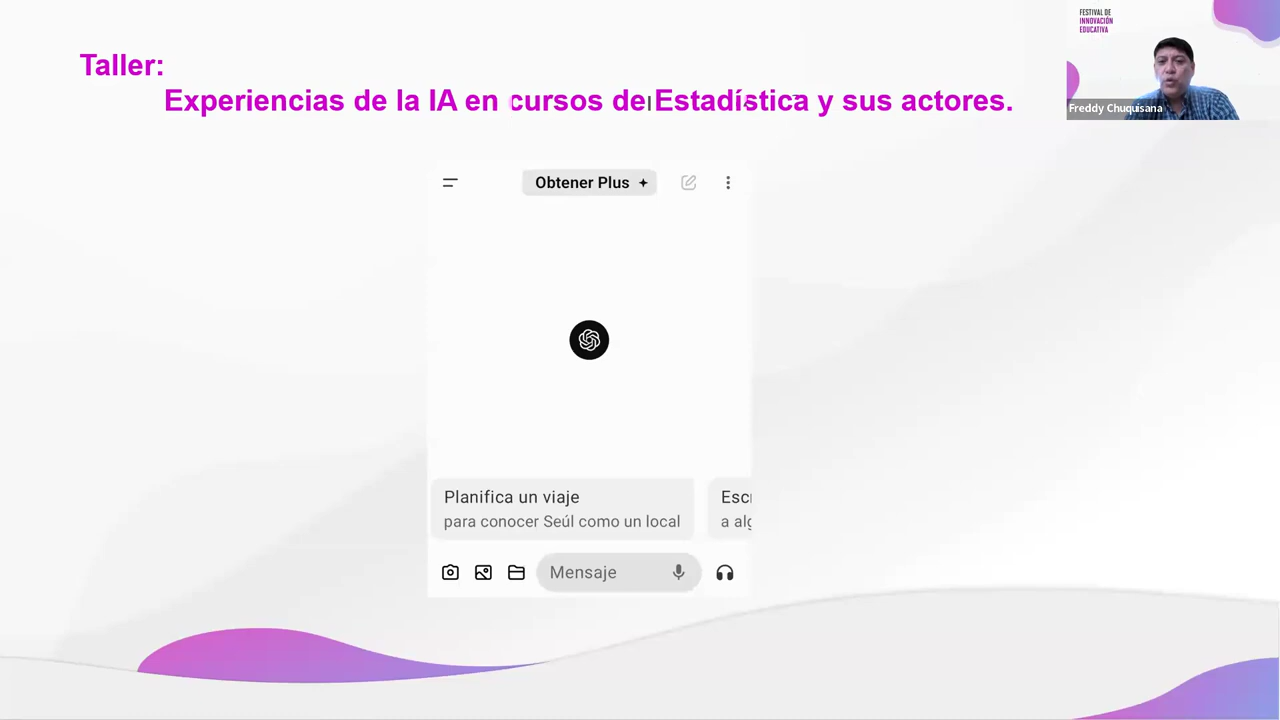 Taller:
Experiencias de la IA en cursos de Estadística y sus actores.
FESTIVAL DE
INNOVACIÓN
EDUCATIVA
Freddy Chuquisana
Obtener Plus
Planifica un viaje
para conocer Seúl como un local
Mensaje